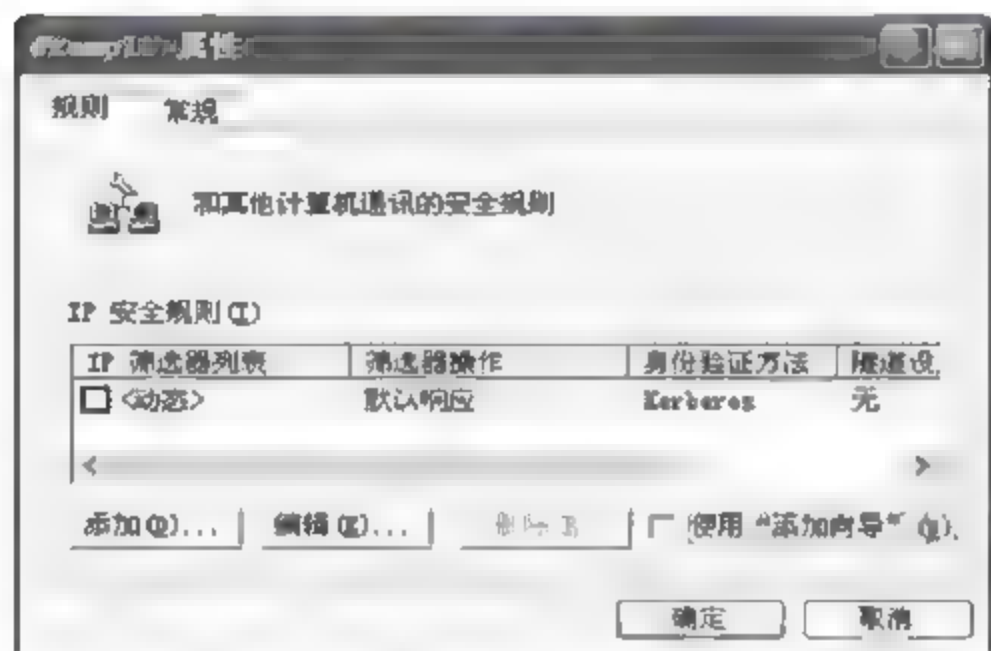 属性
规则 常规
和其他计算机通讯的安全规则
IP 安全规则(I)
IP 筛选器列表 筛选器操作 身份验证方法 隧道设
<动态> 默认响应 Kerberos 无
添加(D)... 编辑(E)... 删除 R 使用 "添加向导" (W).
确定 取消